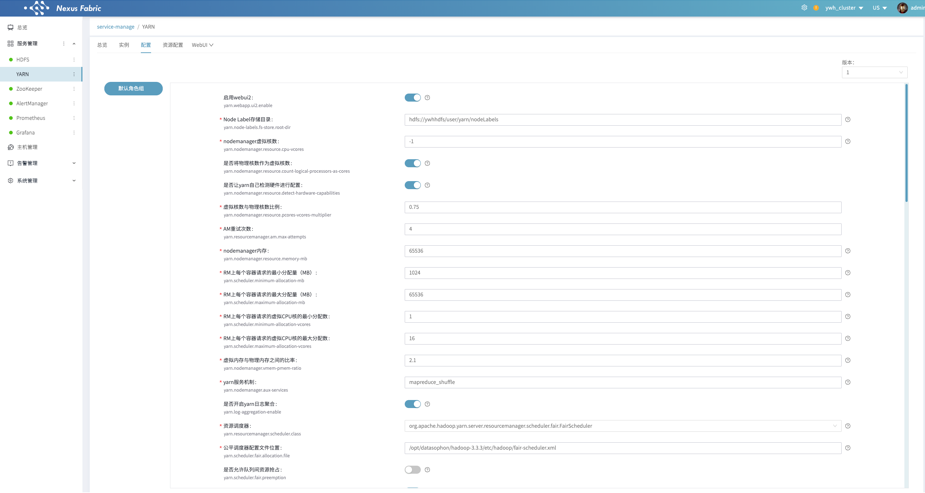 Nexus Fabric
ywh_cluster
US
admin
总览
服务管理
HDFS
YARN
ZooKeeper
AlertManager
Prometheus
Grafana
主机管理
告警管理
系统管理
service-manage / YARN
总览 实例 配置 资源配置 WebUI
版本：
1
默认角色组
启用webui2：
yarn.webapp.ui2.enable
* Node Label存储目录： hdfs://ywhhdfs/user/yarn/nodeLabels
yarn.node-labels.fs-store.root-dir
* nodemanager虚拟核数： -1
yarn.nodemanager.resource.cpu-vcores
是否将物理核数作为虚拟核数：
yarn.nodemanager.resource.count-logical-processors-as-cores
是否让yarn自己检测硬件进行配置：
yarn.nodemanager.resource.detect-hardware-capabilities
* 虚拟核数与物理核数比例： 0.75
yarn.nodemanager.resource.pcores-vcores-multiplier
* AM重试次数： 4
yarn.resourcemanager.am.max-attempts
* nodemanager内存： 65536
yarn.nodemanager.resource.memory-mb
* RM上每个容器请求的最小分配量（MB）： 1024
yarn.scheduler.minimum-allocation-mb
* RM上每个容器请求的最大分配量（MB）： 65536
yarn.scheduler.maximum-allocation-mb
* RM上每个容器请求的虚拟CPU核的最小分配数： 1
yarn.scheduler.minimum-allocation-vcores
* RM上每个容器请求的虚拟CPU核的最大分配数： 16
yarn.scheduler.maximum-allocation-vcores
* 虚拟内存与物理内存之间的比率： 2.1
yarn.nodemanager.vmem-pmem-ratio
* yarn服务机制： mapreduce_shuffle
yarn.nodemanager.aux-services
是否开启yarn日志聚合：
yarn.log-aggregation-enable
* 资源调度器： org.apache.hadoop.yarn.server.resourcemanager.scheduler.fair.FairScheduler
yarn.resourcemanager.scheduler.class
* 公平调度器配置文件位置： /opt/datasophon/hadoop-3.3.3/etc/hadoop/fair-scheduler.xml
yarn.scheduler.fair.allocation.file
是否允许队列间资源抢占：
yarn.scheduler.fair.preemption